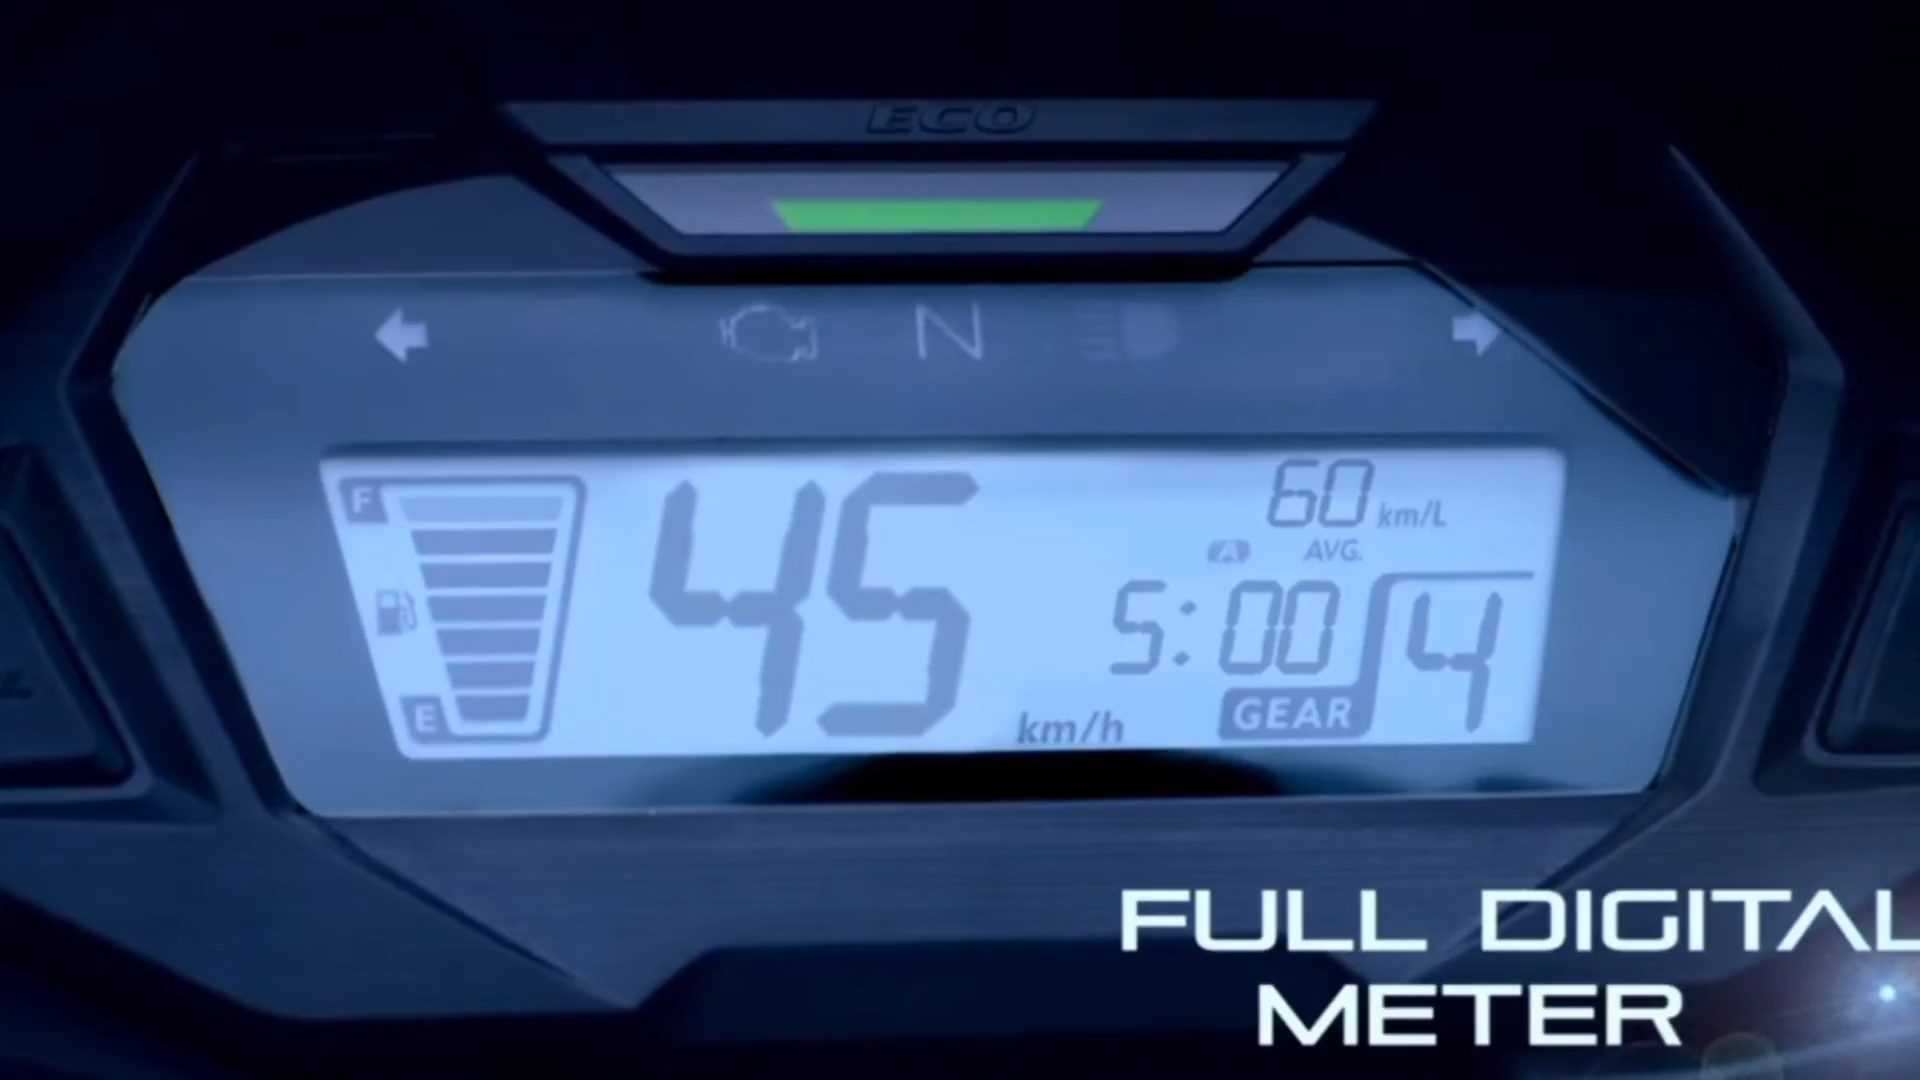 ECO
N
F
45
60 km/L
A AVG.
5:00
4
E
km/h
GEAR
FULL DIGITAL
METER